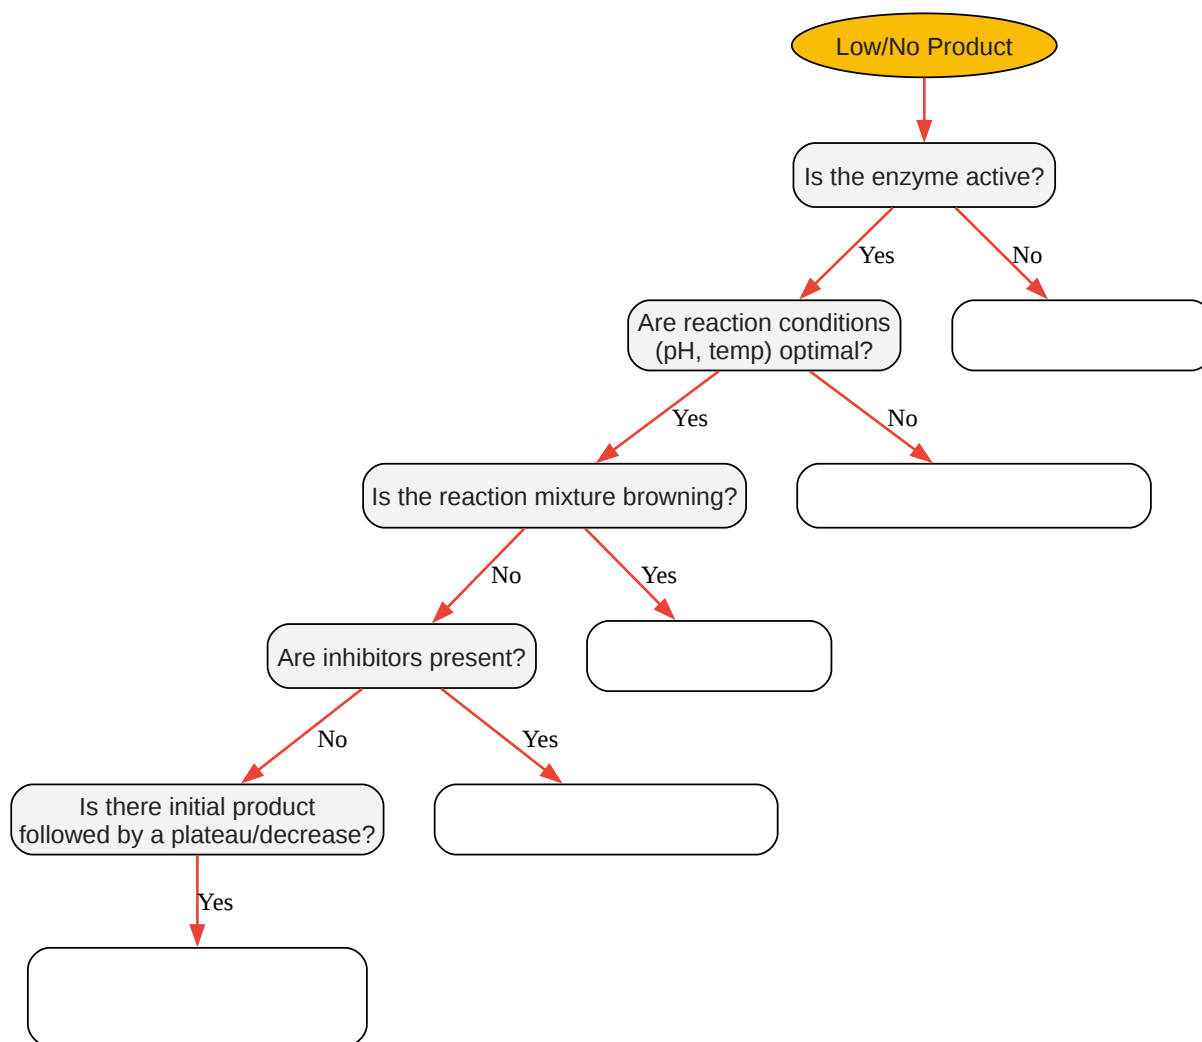 Low/No Product
Is the enzyme active?
Yes
No
Are reaction conditions
(pH, temp) optimal?
Yes
No
Is the reaction mixture browning?
No
Yes
Are inhibitors present?
No
Yes
Is there initial product
followed by a plateau/decrease?
Yes